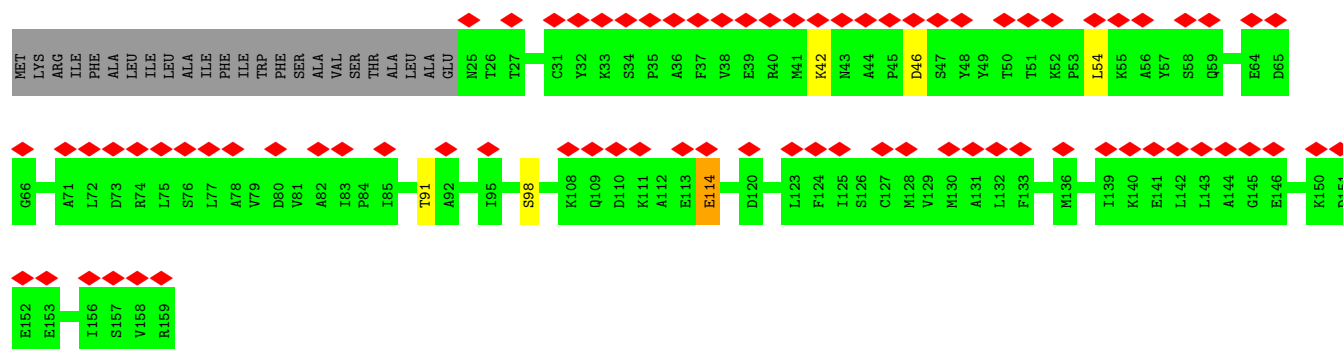 MET LYS ARG ILE PHE ALA LEU ILE LEU ALA ILE PHE ILE TRP PHE SER ALA VAL SER THR ALA LEU ALA GLU N25 T26 T27 C31 Y32 K33 S34 P35 A36 F37 V38 E39 R40 M41 K42 N43 A44 P45 D46 S47 Y48 Y49 T50 T51 K52 P53 L54 K55 A56 Y57 S58 Q59 E64 D65
G66 A71 L72 D73 R74 L75 S76 L77 A78 V79 D80 V81 A82 I83 P84 I85 T91 A92 I95 S98 K108 Q109 D110 K111 A112 E113 E114 D120 L123 F124 I125 S126 C127 M128 V129 M130 A131 L132 F133 M136 I139 K140 E141 L142 L143 A144 G145 E146 K150 D151
E152 E153 I156 S157 V158 R159